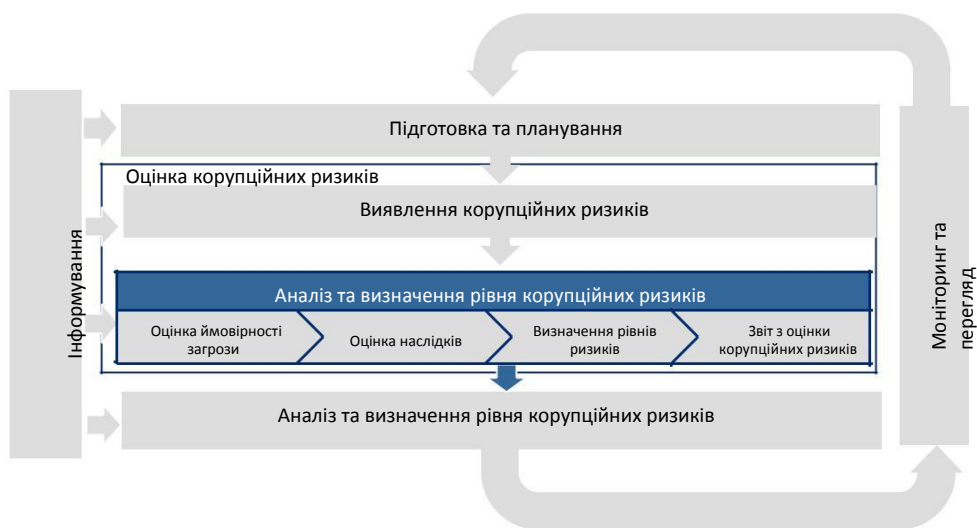 Підготовка та планування
Оцінка корупційних ризиків
Виявлення корупційних ризиків
Інформування
Аналіз та визначення рівня корупційних ризиків
Оцінка ймовірності
загрози
Оцінка наслідків
Визначення рівнів
ризиків
Звіт з оцінки
корупційних ризиків
Аналіз та визначення рівня корупційних ризиків
Моніторинг та
перегляд